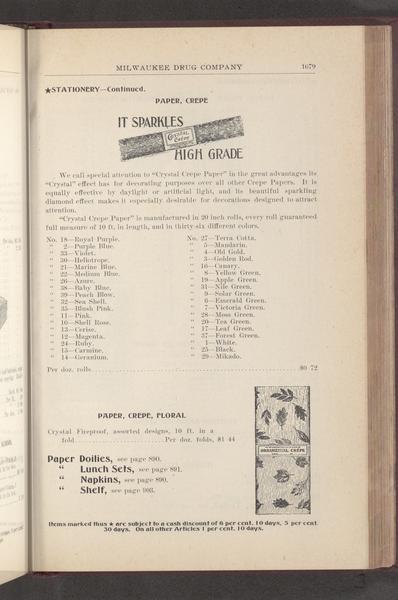 MILWAUKEE DRUG COMPANY 1679
★STATIONERY—Continued.
PAPER, CREPE
IT SPARKLES
CRYSTAL CREPE
HIGH GRADE
We call special attention to "Crystal Crepe Paper" in the great advantages its
"Crystal" effect has for decorating purposes over all other Crepe Papers. It is
equally effective by daylight or artificial light, and its beautiful sparkling
diamond effect makes it especially desirable for decorations designed to attract
attention.
"Crystal Crepe Paper" is manufactured in 20 inch rolls, every roll guaranteed
full measure of 10 ft. in length, and in thirty-six different colors.
No. 18—Royal Purple.
" 2—Purple Blue.
" 33—Violet.
" 30—Heliotrope.
" 21—Marine Blue.
" 22—Medium Blue.
" 26—Azure.
" 38—Baby Blue.
" 39—Peach Blow.
" 32—Sea Shell.
" 35—Blush Pink.
" 11—Pink.
" 10—Shell Rose.
" 13—Cerise.
" 12—Magenta.
" 24—Ruby.
" 15—Carmine.
" 14—Geranium.
No. 27—Terra Cotta.
" 5—Mandarin.
" 4—Old Gold.
" 3—Golden Rod.
" 16—Canary.
" 8—Yellow Green.
" 19—Apple Green.
" 31—Nile Green.
" 9—Solar Green.
" 6—Emerald Green.
" 7—Victoria Green.
" 28—Moss Green.
" 20—Tea Green.
" 17—Leaf Green.
" 37—Forest Green.
" 1—White.
" 25—Black.
" 29—Mikado.
Per doz. rolls........................................$0 72
PAPER, CREPE, FLORAL
Crystal Fireproof, assorted designs, 10 ft. in a
fold........................Per doz. folds, $1 44
ORNAMENTAL CREPE
Paper Doilies, see page 890.
" Lunch Sets, see page 891.
" Napkins, see page 890.
" Shelf, see page 893.
Items marked thus ★ are subject to a cash discount of 6 per cent. 10 days, 5 per cent.
30 days. On all other Articles 1 per cent. 10 days.